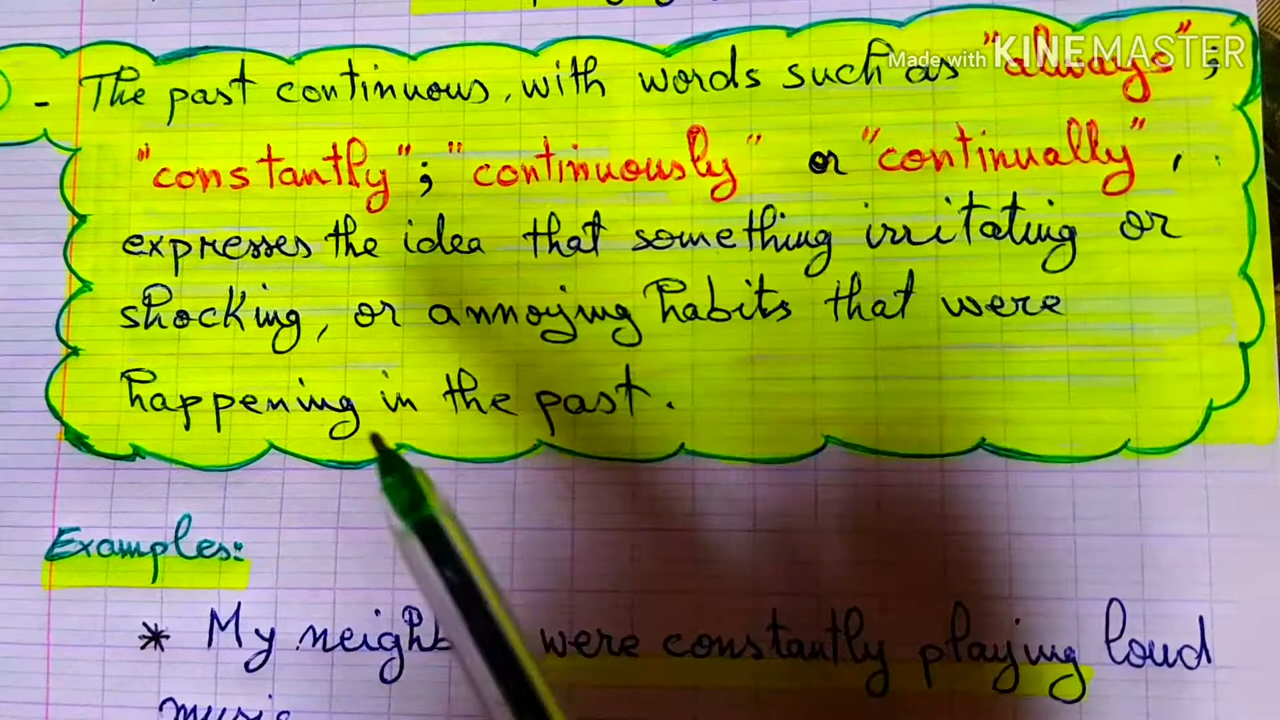 - The past continuous, with words such as "always";
"constantly"; "continuously" or "continually",
expresses the idea that something irritating or
shocking, or annoying habits that were
happening in the past.
Examples:
* My neighb were constantly playing loud
music
Made with KINEMASTER